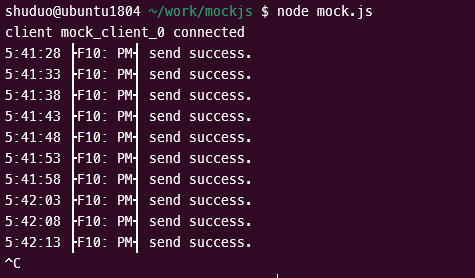 shuduo@ubuntu1804 ~/work/mockjs $ node mock.js
client mock_client_0 connected
5:41:28 ├F10: PM┤ send success.
5:41:33 ├F10: PM┤ send success.
5:41:38 ├F10: PM┤ send success.
5:41:43 ├F10: PM┤ send success.
5:41:48 ├F10: PM┤ send success.
5:41:53 ├F10: PM┤ send success.
5:41:58 ├F10: PM┤ send success.
5:42:03 ├F10: PM┤ send success.
5:42:08 ├F10: PM┤ send success.
5:42:13 ├F10: PM┤ send success.
^C